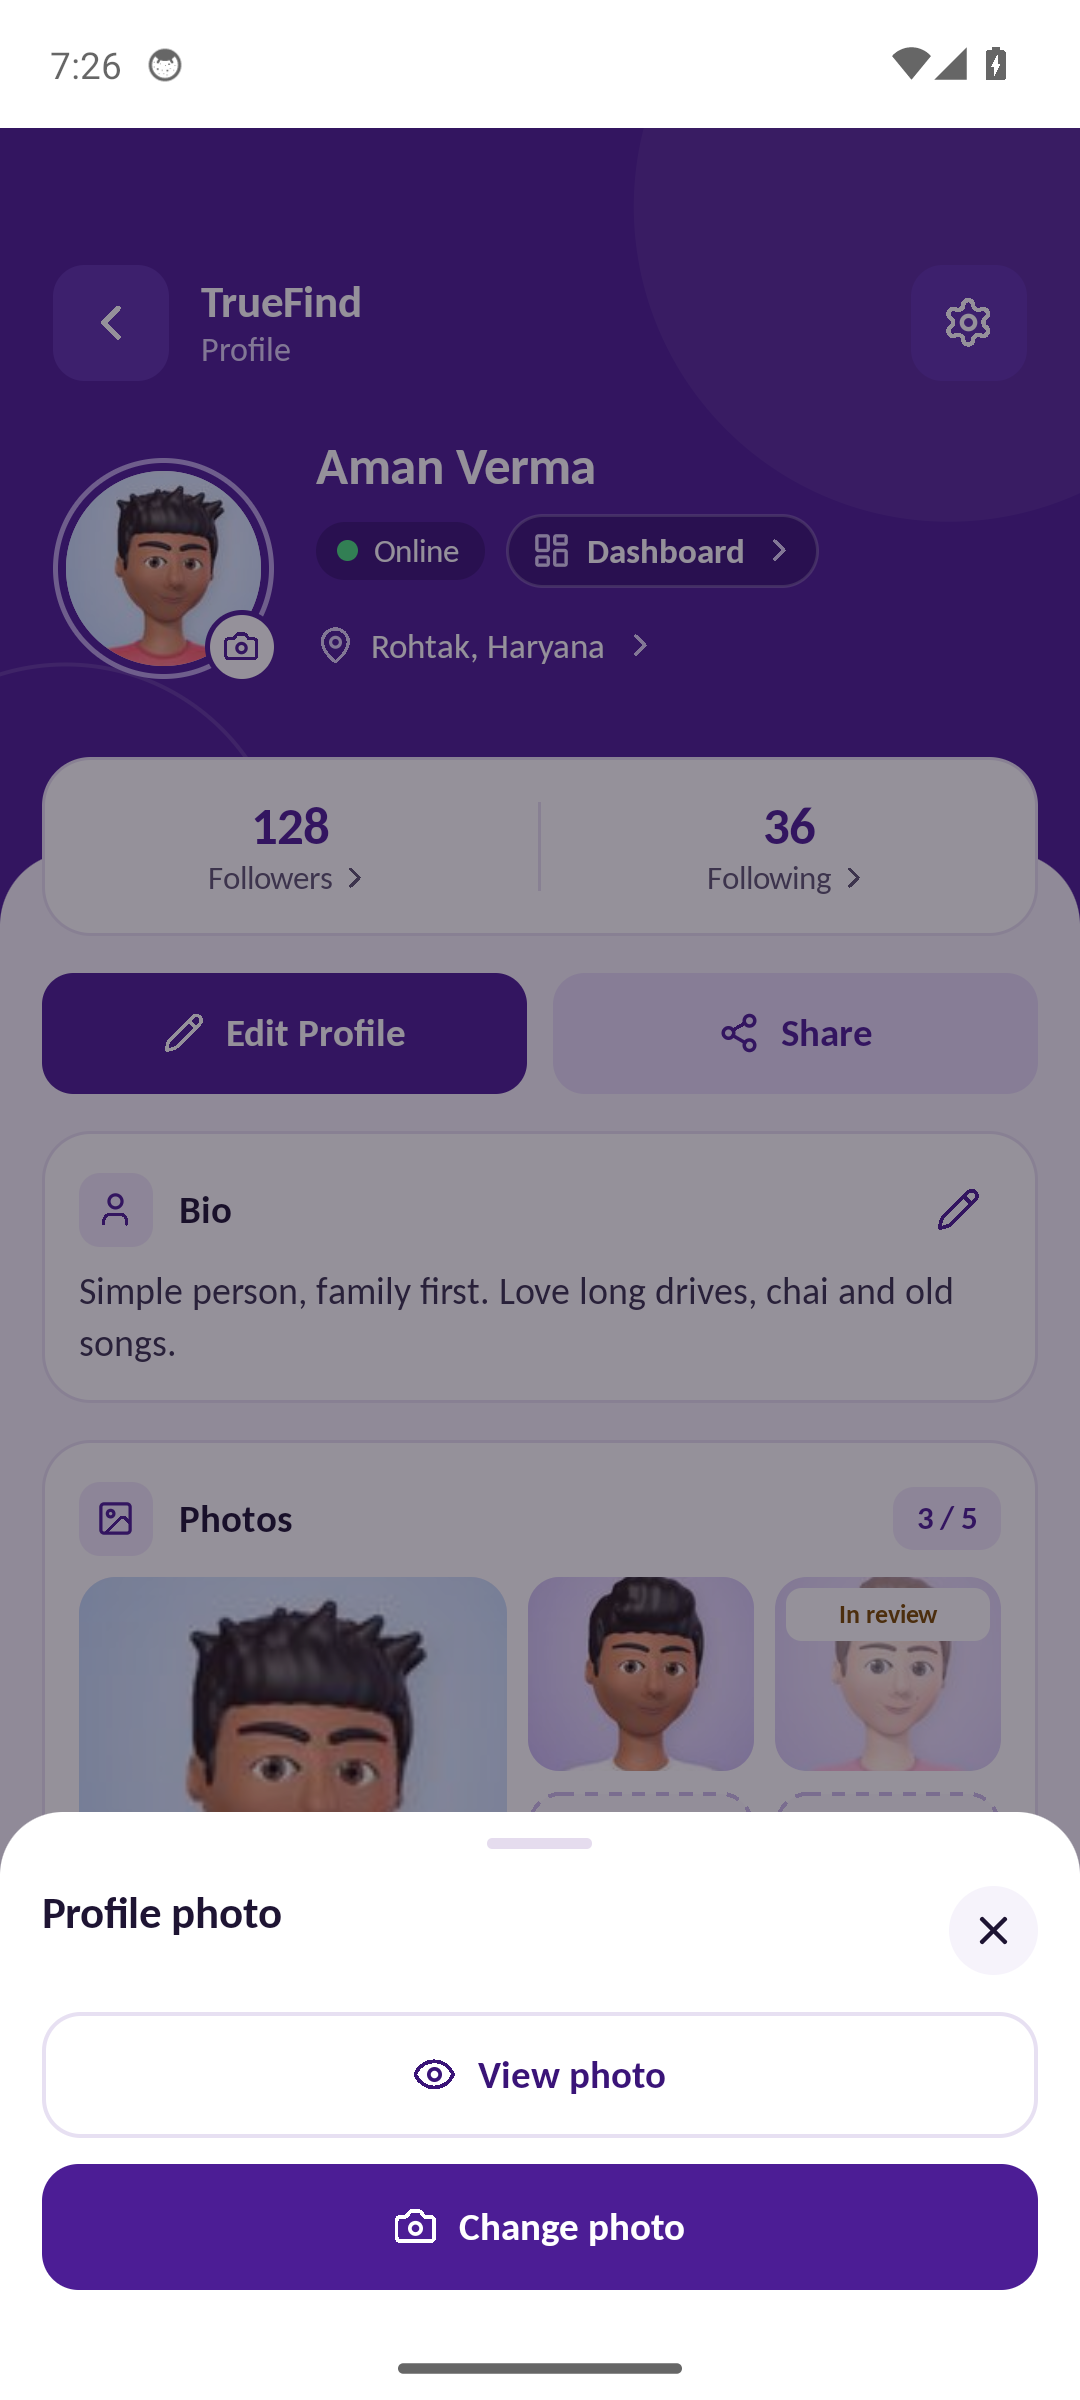 7:26
TrueFind
Profile
Aman Verma
Online
Dashboard
Rohtak, Haryana
128
Followers
36
Following
Edit Profile
Share
Bio
Simple person, family first. Love long drives, chai and old
songs.
Photos
3 / 5
In review
Profile photo
View photo
Change photo